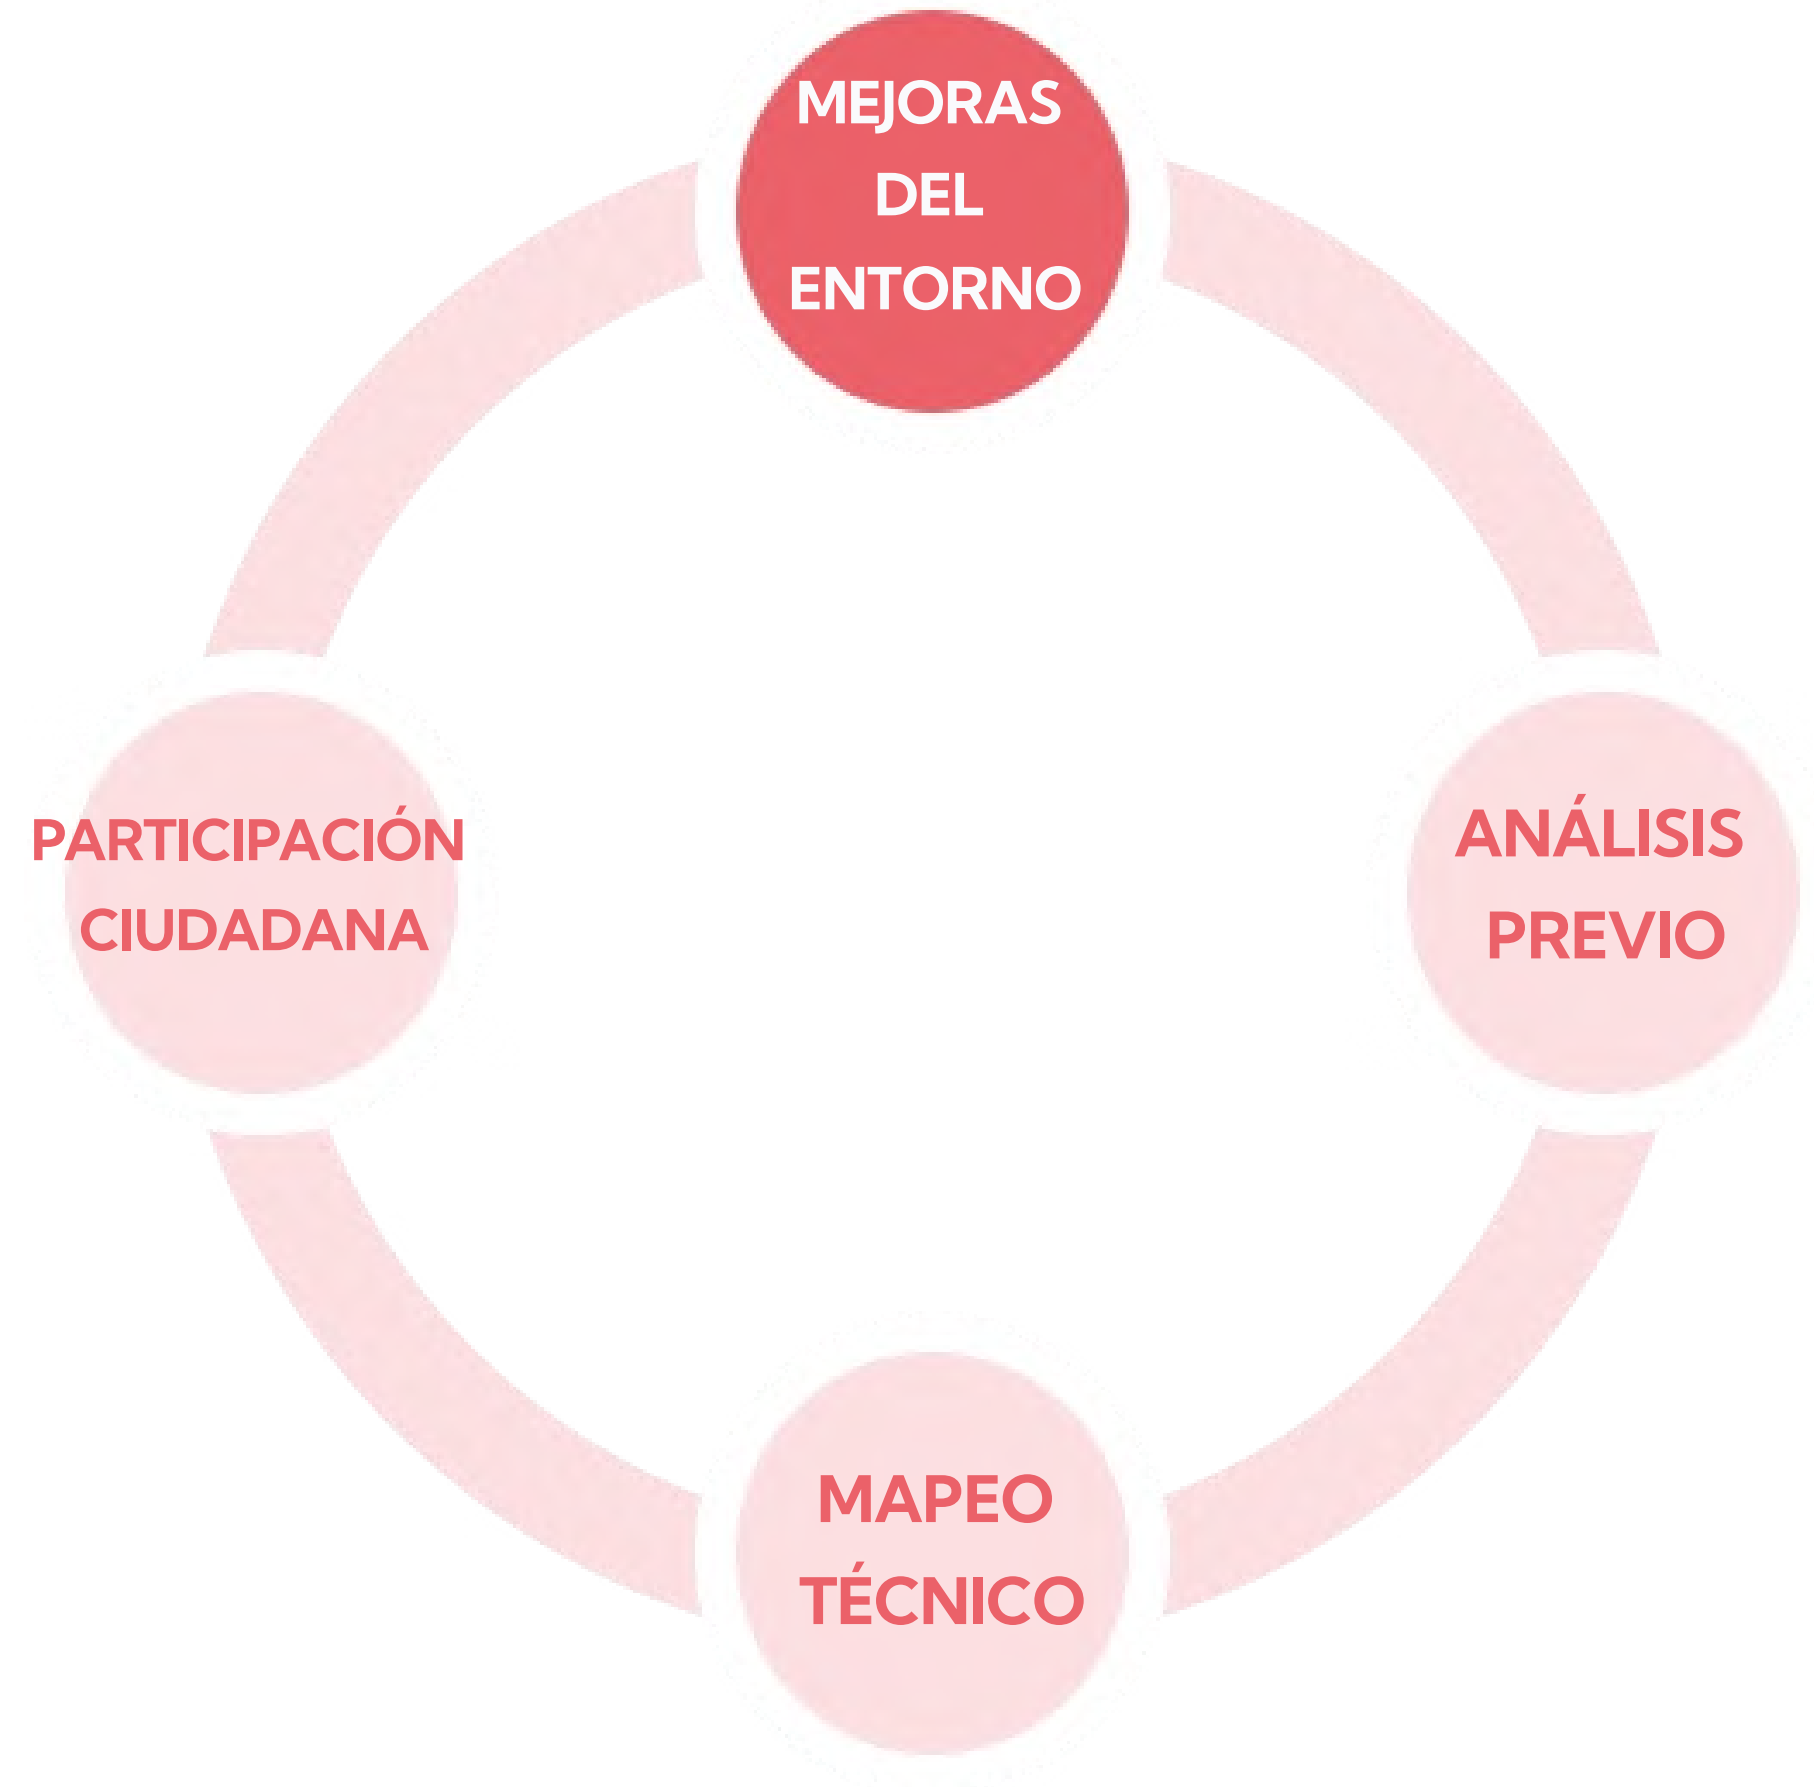 MEJORAS
DEL
ENTORNO
PARTICIPACIÓN
CIUDADANA
ANÁLISIS
PREVIO
MAPEO
TÉCNICO